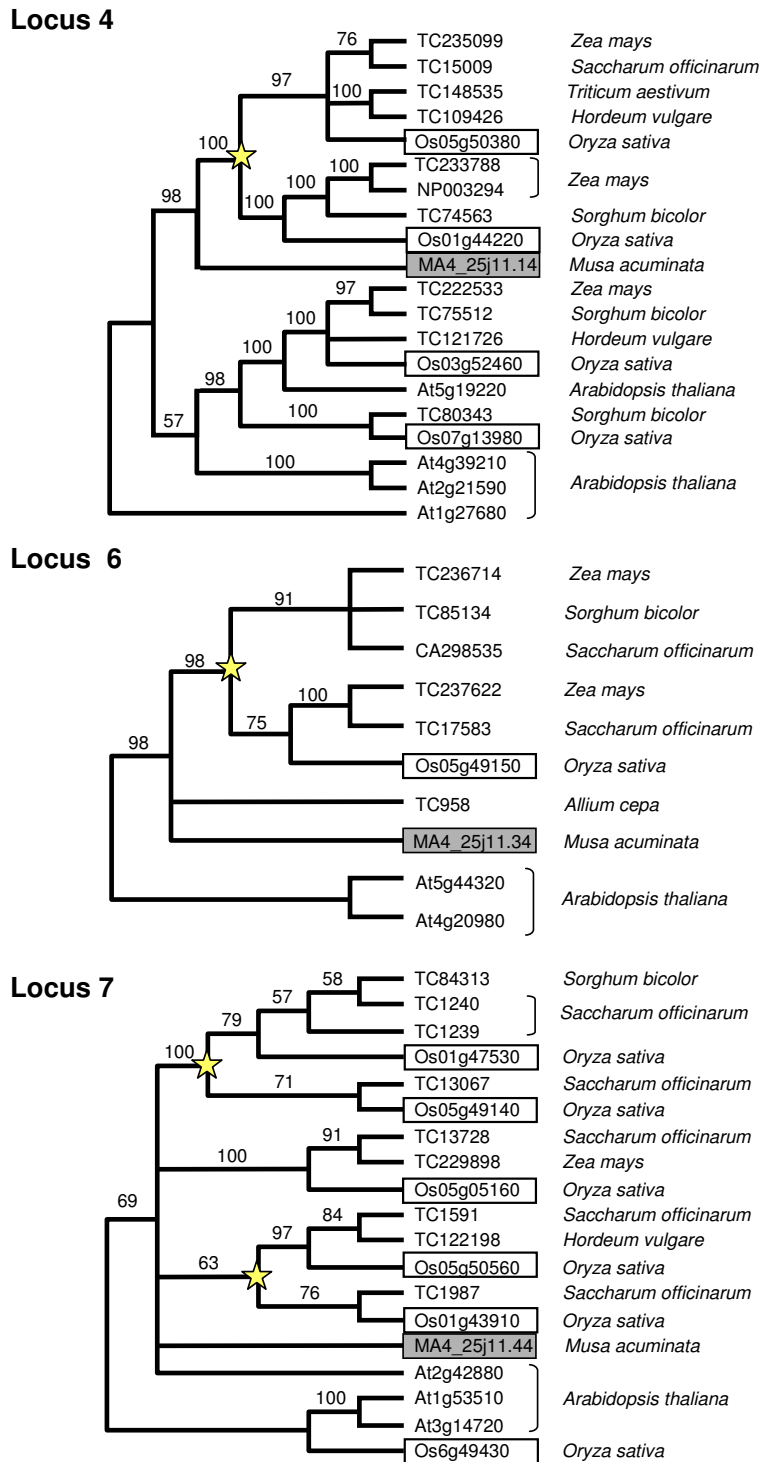 Locus 4
76 TC235099 Zea mays
TC15009 Saccharum officinarum
97
100 TC148535 Triticum aestivum
TC109426 Hordeum vulgare
Os05g50380 Oryza sativa
100
100 TC233788
NP003294 Zea mays
100
100 TC74563 Sorghum bicolor
98
Os01g44220 Oryza sativa
MA4_25j11.14 Musa acuminata
97 TC222533 Zea mays
TC75512 Sorghum bicolor
100
TC121726 Hordeum vulgare
100
Os03g52460 Oryza sativa
98
At5g19220 Arabidopsis thaliana
57
100 TC80343 Sorghum bicolor
Os07g13980 Oryza sativa
100 At4g39210
At2g21590 Arabidopsis thaliana
At1g27680
Locus 6
TC236714 Zea mays
91 TC85134 Sorghum bicolor
CA298535 Saccharum officinarum
98
100 TC237622 Zea mays
75 TC17583 Saccharum officinarum
98
Os05g49150 Oryza sativa
TC958 Allium cepa
MA4_25j11.34 Musa acuminata
At5g44320
Arabidopsis thaliana
At4g20980
Locus 7
58 TC84313 Sorghum bicolor
57 TC1240
Saccharum officinarum
79 TC1239
100 Os01g47530 Oryza sativa
71 TC13067 Saccharum officinarum
Os05g49140 Oryza sativa
91 TC13728 Saccharum officinarum
100 TC229898 Zea mays
Os05g05160 Oryza sativa
69
84 TC1591 Saccharum officinarum
97 TC122198 Hordeum vulgare
63 Os05g50560 Oryza sativa
76 TC1987 Saccharum officinarum
Os01g43910 Oryza sativa
MA4_25j11.44 Musa acuminata
At2g42880
100 At1g53510 Arabidopsis thaliana
At3g14720
Os6g49430 Oryza sativa